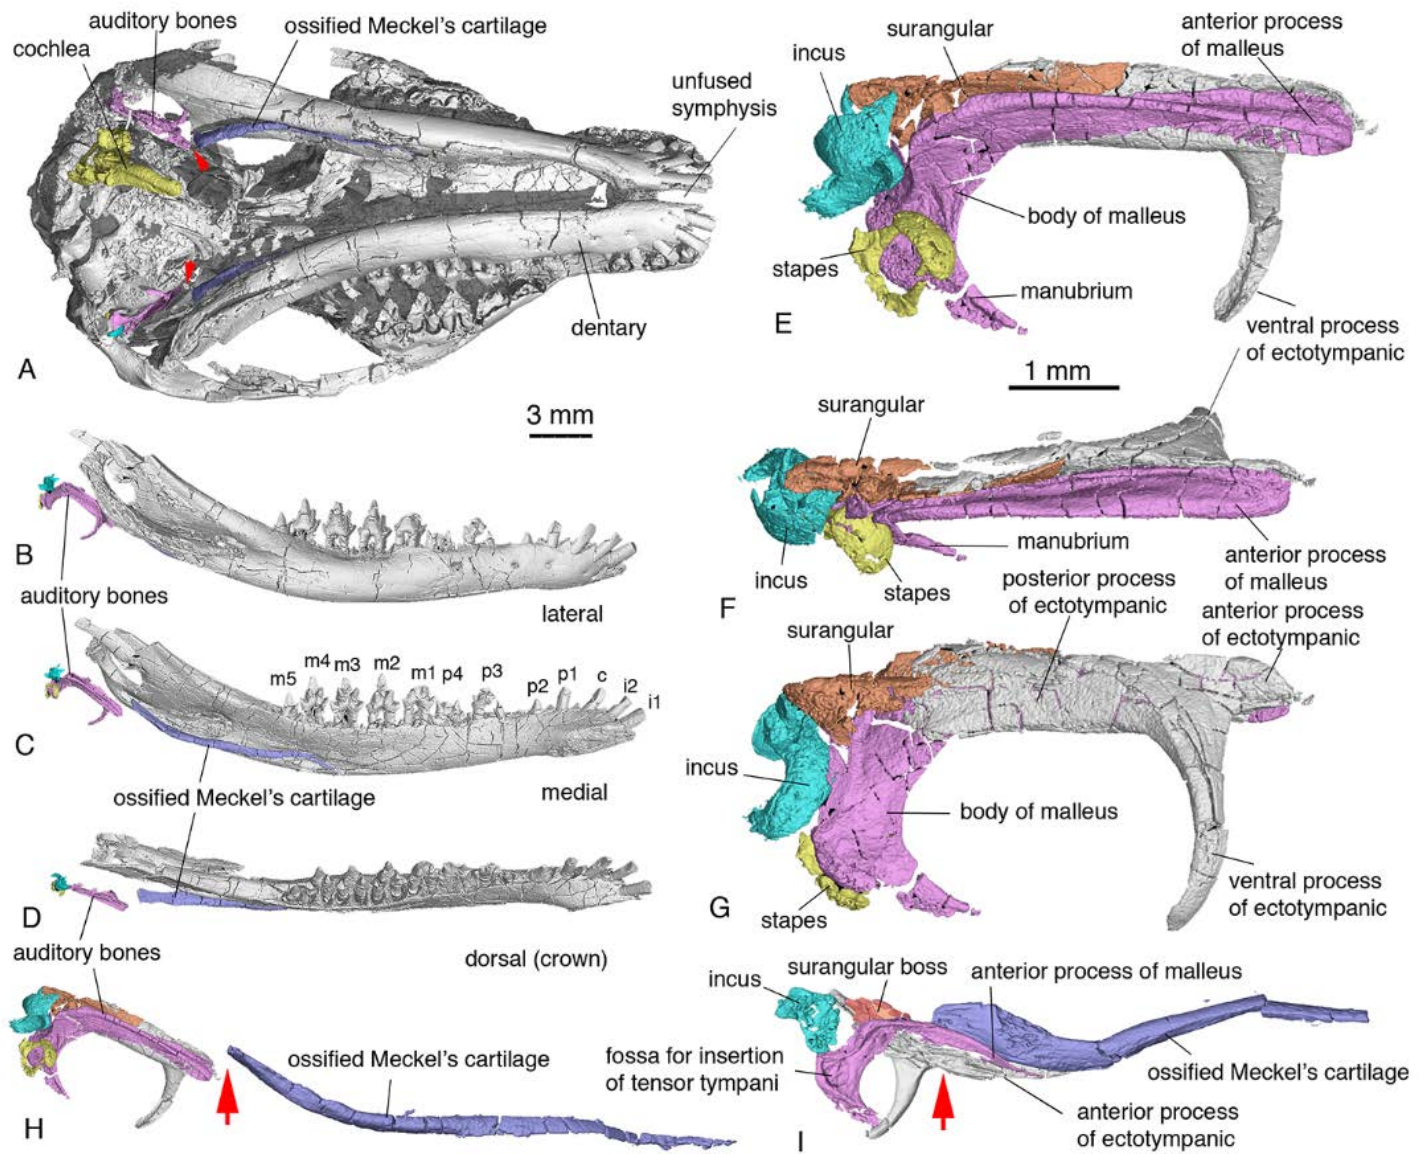 auditory bones
ossified Meckel's cartilage
cochlea
unfused
symphysis
dentary
A
3 mm
B
auditory bones
lateral
m5
m4
m3
m2
m1
p4
p3
p2
p1
c
i2
i1
C
ossified Meckel's cartilage
medial
D
auditory bones
dorsal (crown)
ossified Meckel's cartilage
H
incus
surangular
anterior process
of malleus
body of malleus
stapes
manubrium
E
ventral process
of ectotympanic
1 mm
surangular
manubrium
incus
stapes
anterior process
of malleus
F
posterior process
of ectotympanic
anterior process
of ectotympanic
surangular
incus
body of malleus
stapes
ventral process
of ectotympanic
G
incus
surangular boss
anterior process of malleus
fossa for insertion
of tensor tympani
ossified Meckel's cartilage
anterior process
of ectotympanic
I